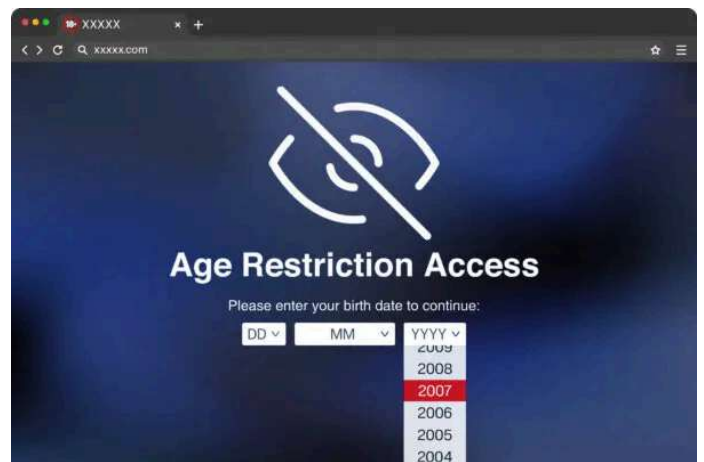 18+ XXXXX × +
xxxxx.com
Age Restriction Access
Please enter your birth date to continue:
DD MM YYYY
2009
2008
2007
2006
2005
2004